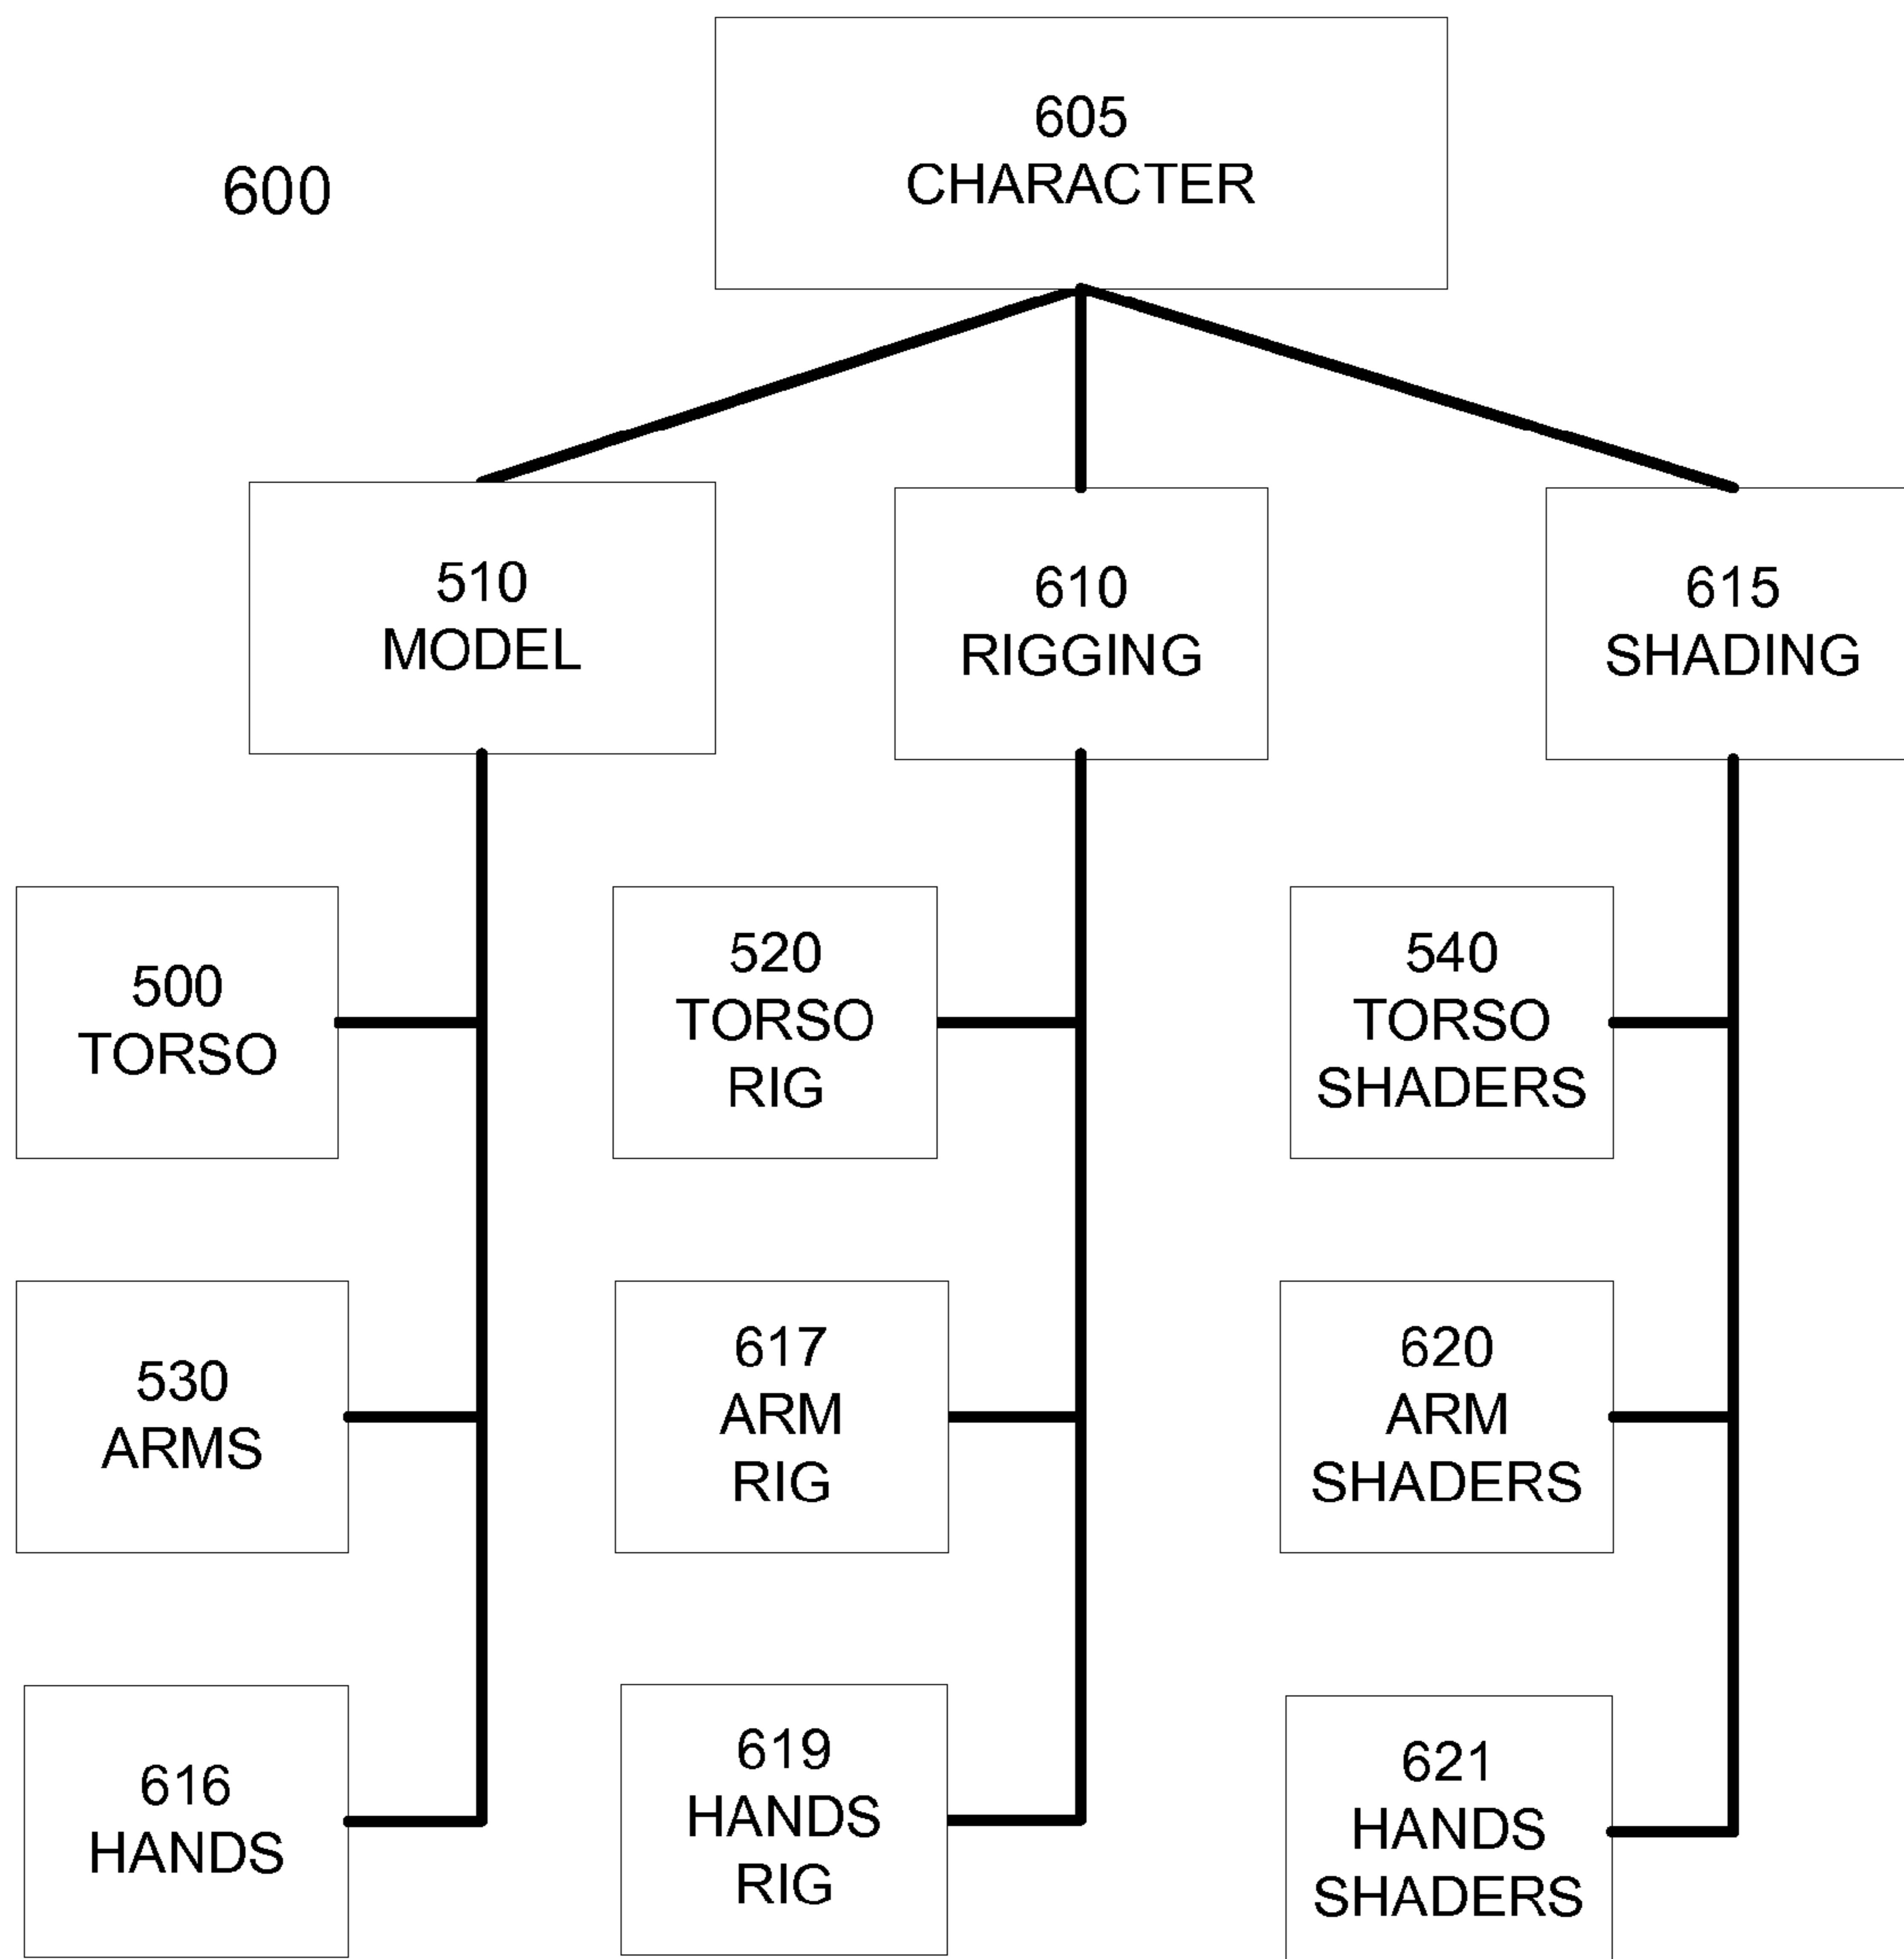 600
605
CHARACTER
510
MODEL
610
RIGGING
615
SHADING
500
TORSO
520
TORSO
RIG
540
TORSO
SHADERS
530
ARMS
617
ARM
RIG
620
ARM
SHADERS
616
HANDS
619
HANDS
RIG
621
HANDS
SHADERS